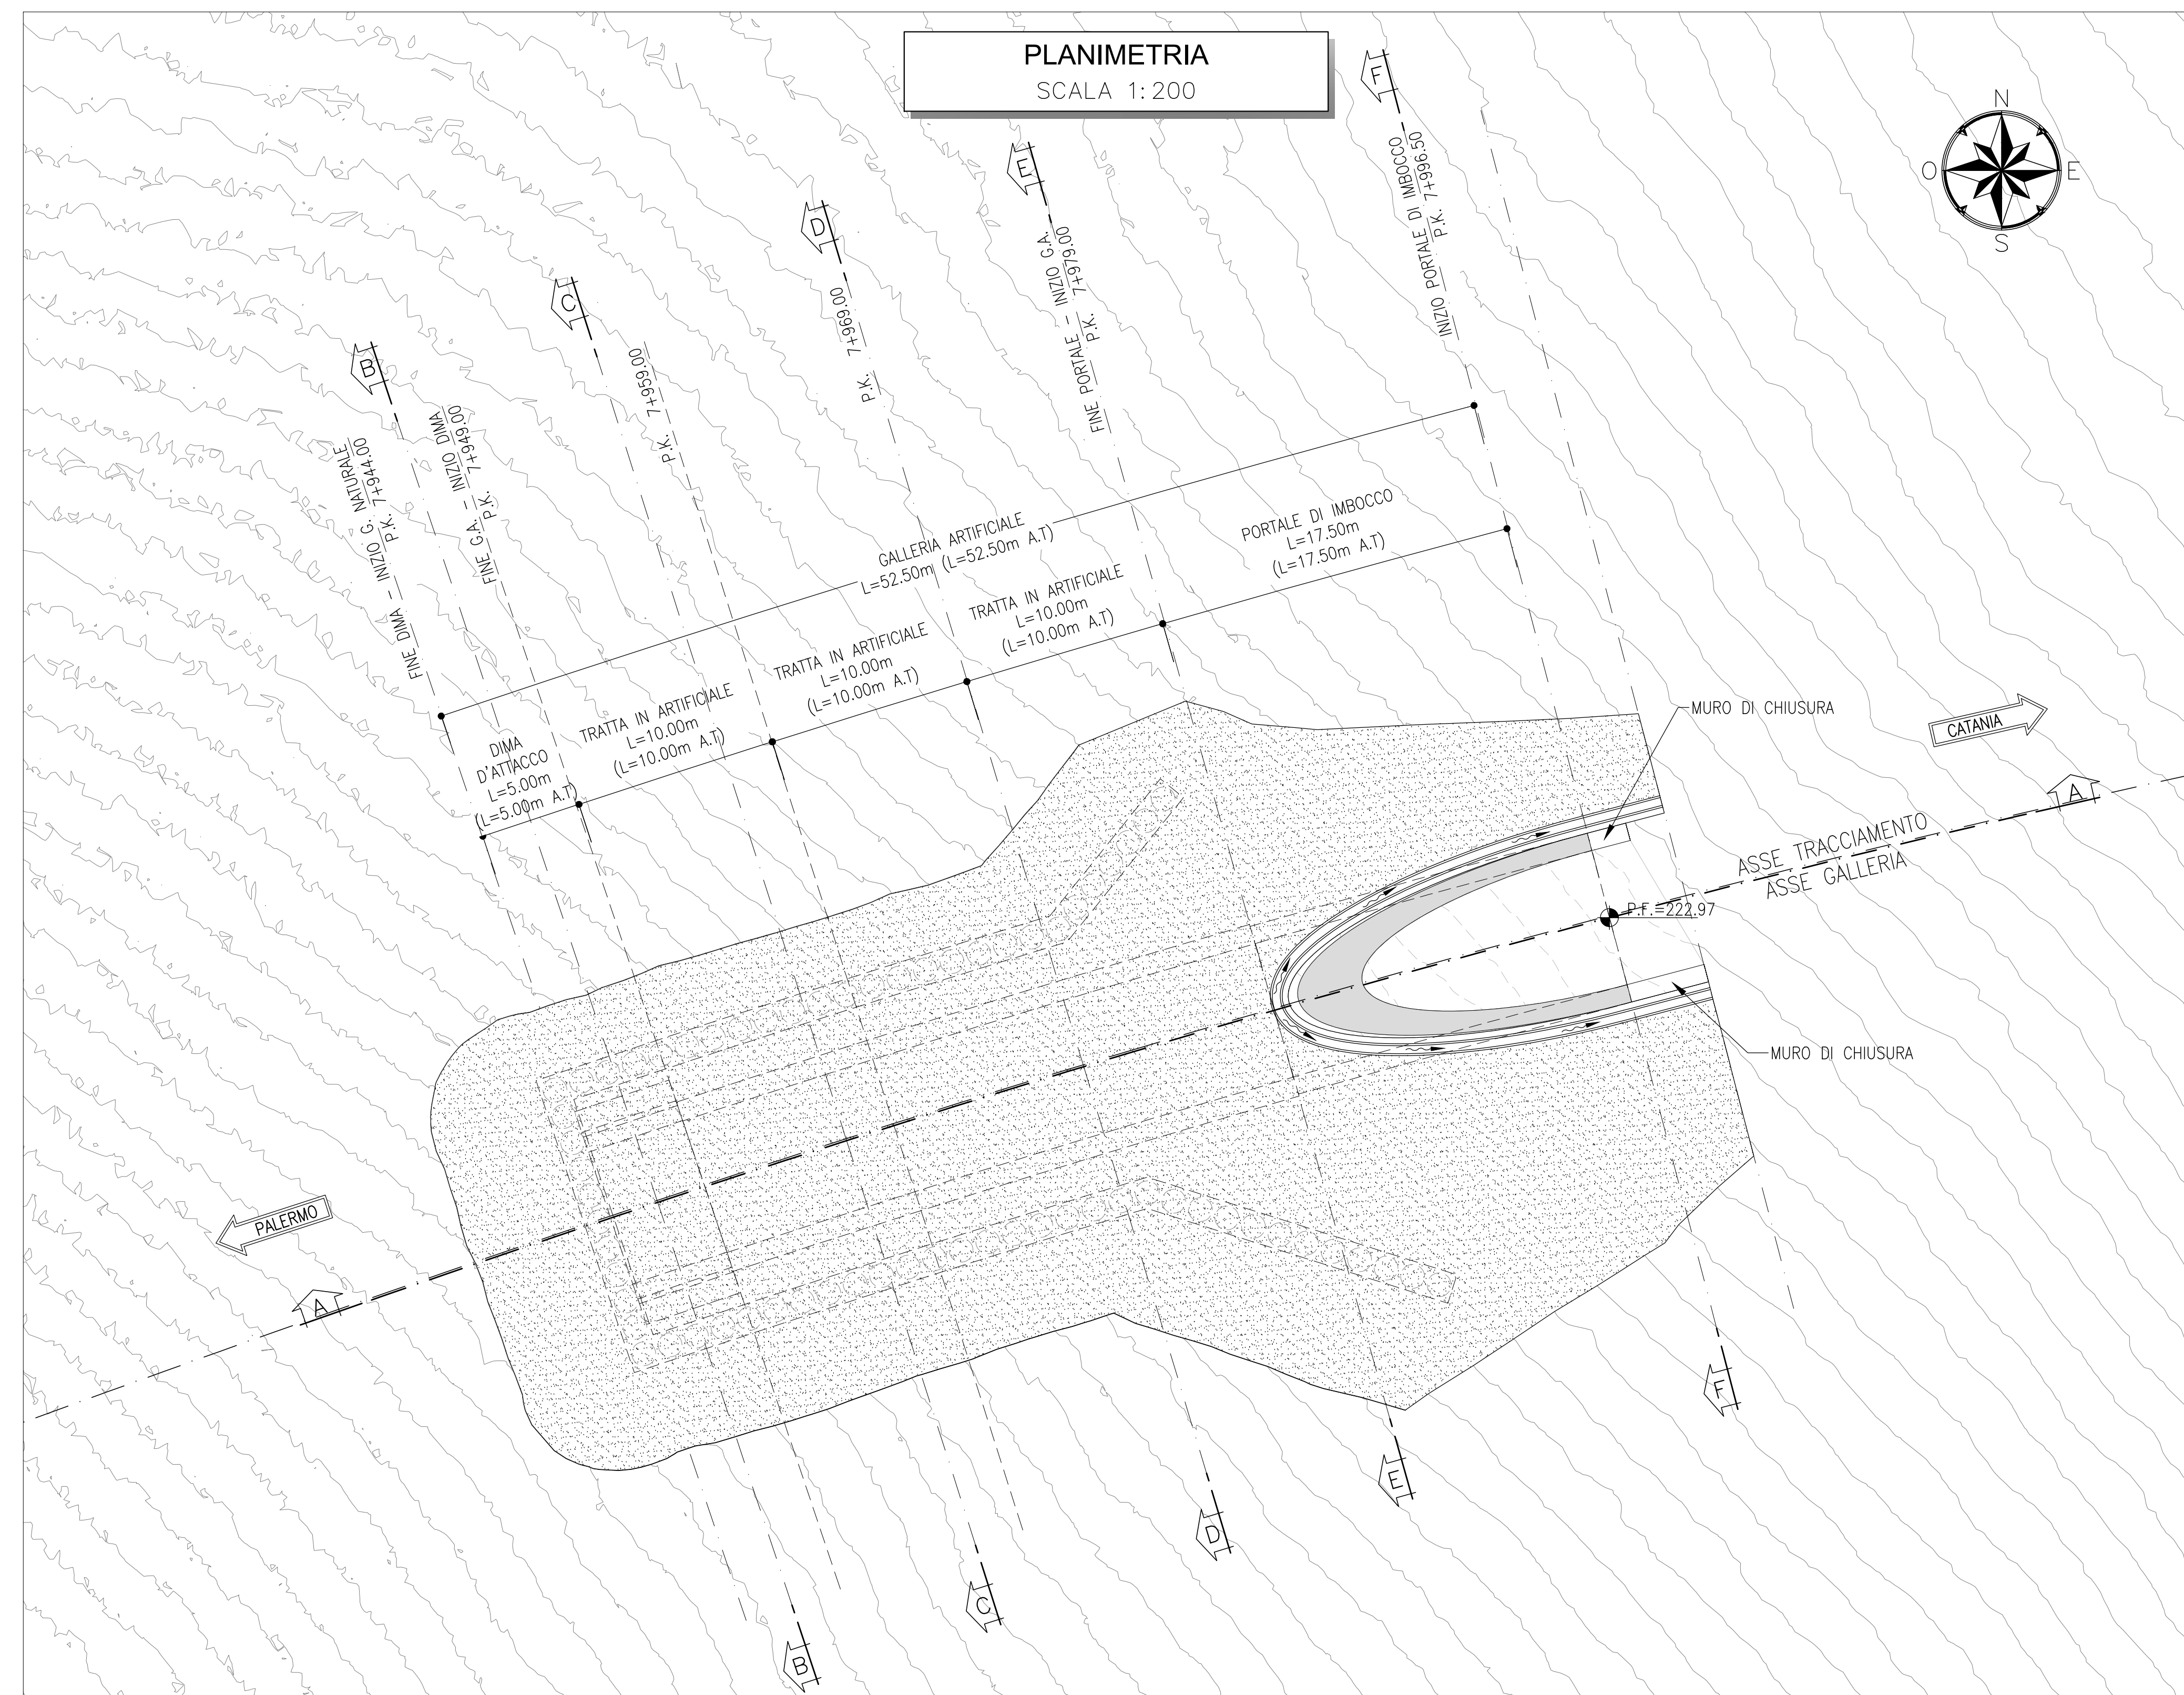 PLANIMETRIA
SCALA 1:200
N
O
E
S
F
E
D
C
B
INIZIO PORTALE DI IMBOCCO
P.K. 7+996.50
FINE PORTALE - INIZIO G.A.
P.K. 7+979.00
P.K. 7+969.00
P.K. 7+959.00
FINE G.A. - INIZIO DIMA
P.K. 7+949.00
FINE DIMA - INIZIO G. NATURALE
P.K. 7+944.00
GALLERIA ARTIFICIALE
L=52.50m (L=52.50m A.T)
PORTALE DI IMBOCCO
L=17.50m
(L=17.50m A.T)
TRATTA IN ARTIFICIALE
L=10.00m
(L=10.00m A.T)
TRATTA IN ARTIFICIALE
L=10.00m
(L=10.00m A.T)
TRATTA IN ARTIFICIALE
L=10.00m
(L=10.00m A.T)
DIMA
D'ATTACCO
L=5.00m
(L=5.00m A.T)
MURO DI CHIUSURA
CATANIA
A
ASSE TRACCIAMENTO
ASSE GALLERIA
P.F.=222.97
MURO DI CHIUSURA
PALERMO
A
F
E
D
C
B